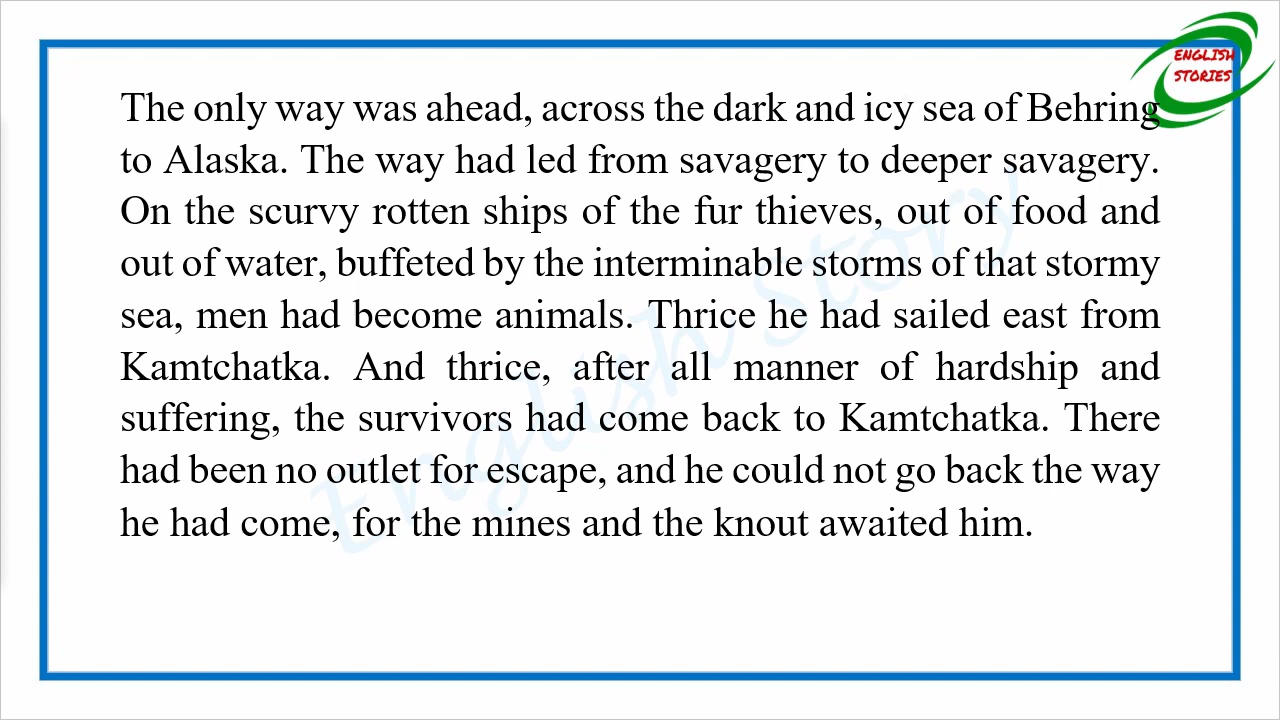 ENGLISH
STORIES
The only way was ahead, across the dark and icy sea of Behring
to Alaska. The way had led from savagery to deeper savagery.
On the scurvy rotten ships of the fur thieves, out of food and
out of water, buffeted by the interminable storms of that stormy
sea, men had become animals. Thrice he had sailed east from
Kamtchatka. And thrice, after all manner of hardship and
suffering, the survivors had come back to Kamtchatka. There
had been no outlet for escape, and he could not go back the way
he had come, for the mines and the knout awaited him.
English Story